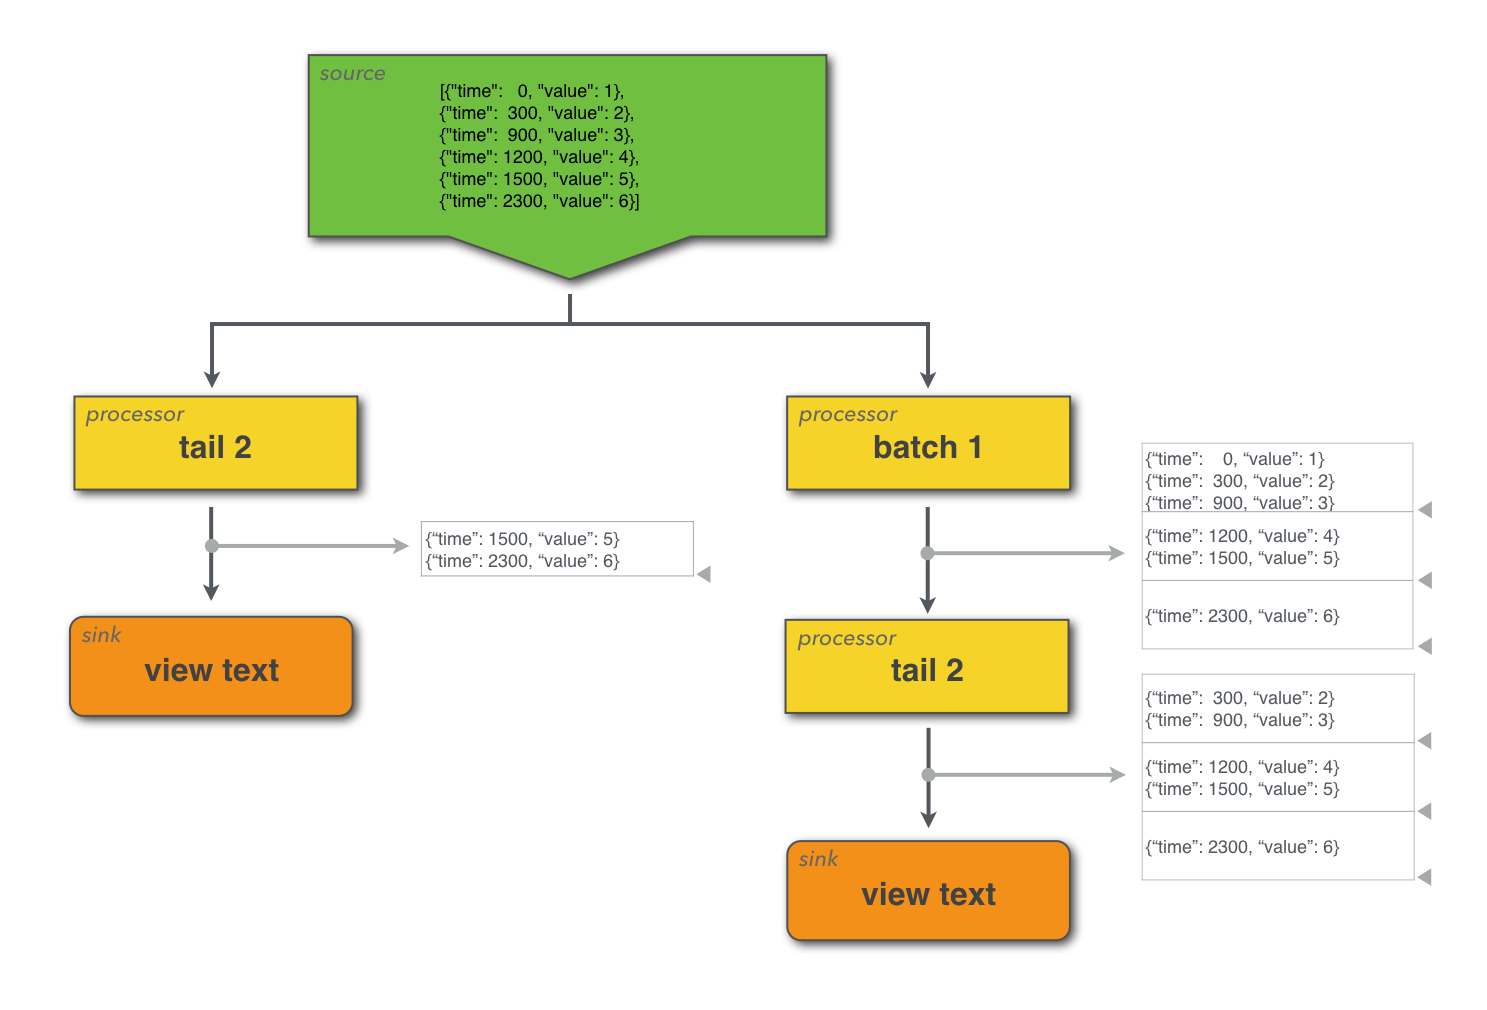 source
[{"time":   0, "value": 1},
{"time":  300, "value": 2},
{"time":  900, "value": 3},
{"time": 1200, "value": 4},
{"time": 1500, "value": 5},
{"time": 2300, "value": 6}]
processor
tail 2
{“time”: 1500, “value”: 5}
{“time”: 2300, “value”: 6}
sink
view text
processor
batch 1
{“time”:    0, “value”: 1}
{“time”:  300, “value”: 2}
{“time”:  900, “value”: 3}
{“time”: 1200, “value”: 4}
{“time”: 1500, “value”: 5}
{“time”: 2300, “value”: 6}
processor
tail 2
{“time”:  300, “value”: 2}
{“time”:  900, “value”: 3}
{“time”: 1200, “value”: 4}
{“time”: 1500, “value”: 5}
{“time”: 2300, “value”: 6}
sink
view text